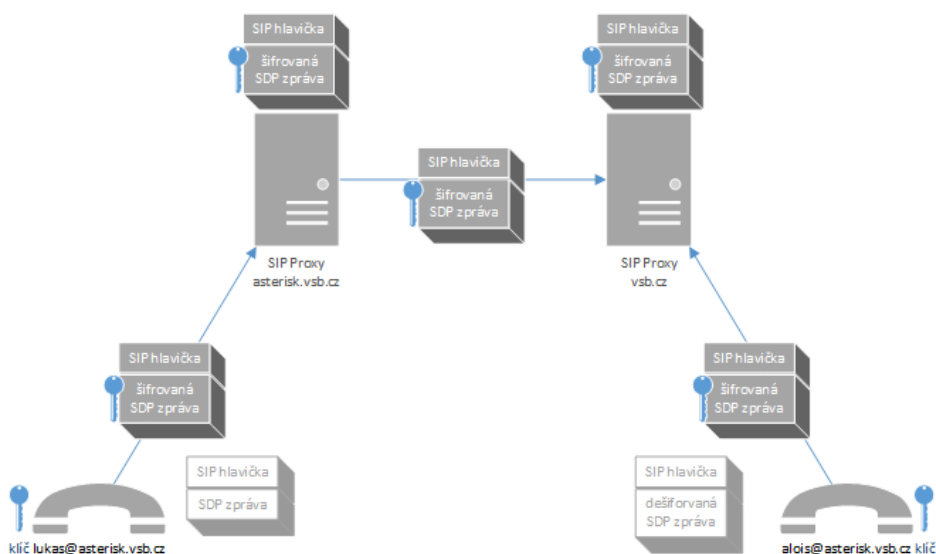 SIP hlavička
šifrovaná
SDP zpráva
SIP hlavička
šifrovaná
SDP zpráva
SIP hlavička
šifrovaná
SDP zpráva
SIP Proxy
asterisk.vsb.cz
SIP Proxy
vsb.cz
SIP hlavička
šifrovaná
SDP zpráva
SIP hlavička
šifrovaná
SDP zpráva
SIP hlavička
SDP zpráva
SIP hlavička
dešiforvaná
SDP zpráva
klíč lukas@asterisk.vsb.cz
alois@asterisk.vsb.cz klíč